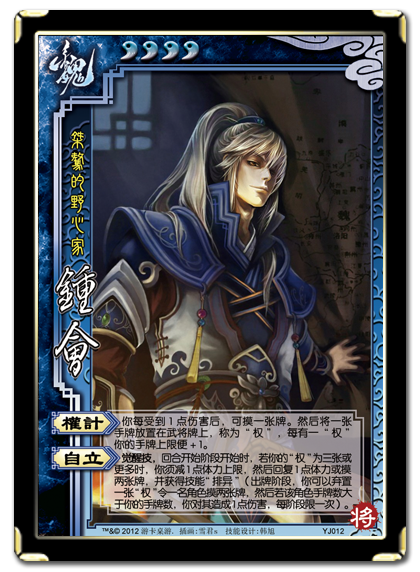 魏
桀驁的野心家
鍾會
權計
你每受到1点伤害后，可摸一张牌。然后将一张
手牌放置在武将牌上，称为“权”，每有一“权”
你的手牌上限便+1。
自立
觉醒技，回合开始阶段开始时，若你的“权”为三张或
更多时，你须减1点体力上限，然后回复1点体力或摸
两张牌，并获得技能“排异”（出牌阶段，你可以弃置
一张“权”令一名角色摸两张牌，然后若该角色手牌数大
于你的手牌数，你对其造成1点伤害，每阶段限一次）。
将
™&© 2012 游卡桌游，插画：雪君s 技能设计：韩旭
YJ012